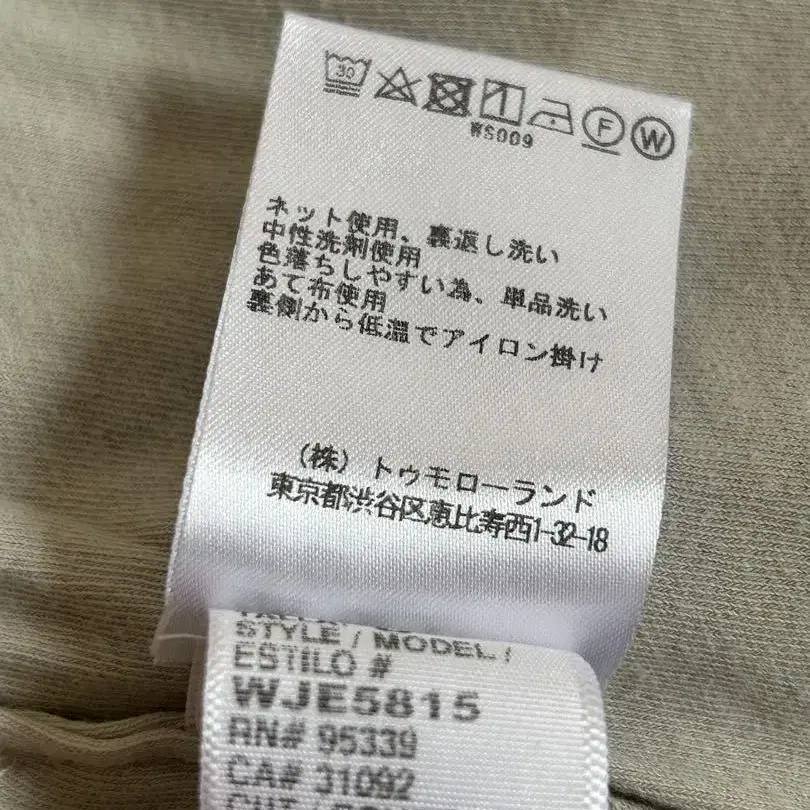 30 F W
WS009
ネット使用、裏返し洗い
中性洗剤使用
色落ちしやすい為、単品洗い
あて布使用
裏側から低温でアイロン掛け
(株) トゥモローランド
東京都渋谷区恵比寿西1-32-18
STYLE / MODEL /
ESTILO #
WJE5815
RN# 95339
CA# 31092
CUT /